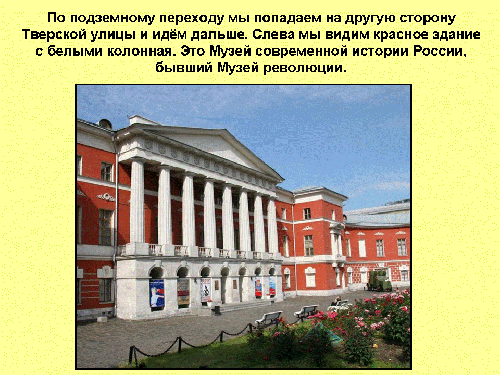 По подземному переходу мы попадаем на другую сторону
Тверской улицы и идём дальше. Слева мы видим красное здание
с белыми колонная. Это Музей современной истории России,
бывший Музей революции.